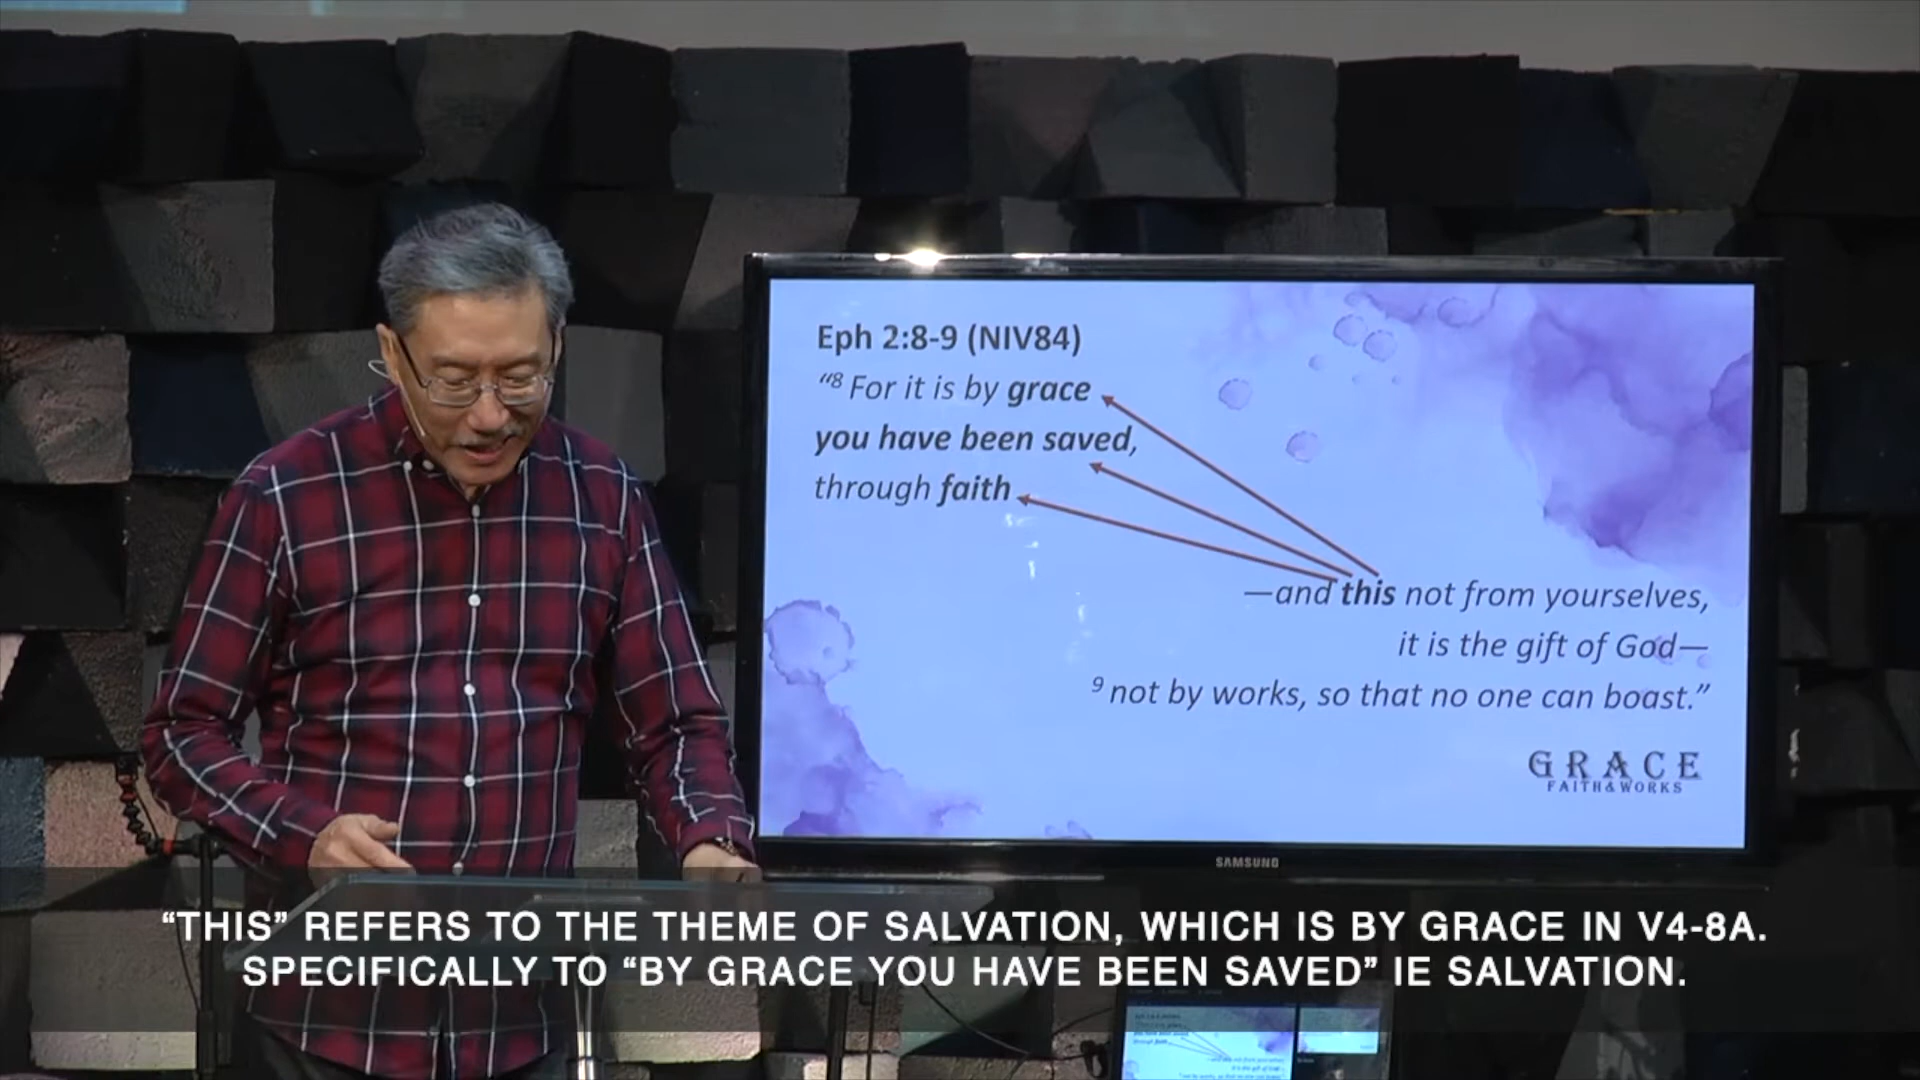 Eph 2:8-9 (NIV84)
“8 For it is by grace
you have been saved,
through faith
—and this not from yourselves,
it is the gift of God—
9 not by works, so that no one can boast.”
GRACE
FAITH & WORKS
SAMSUNG
“THIS” REFERS TO THE THEME OF SALVATION, WHICH IS BY GRACE IN V4-8A.
SPECIFICALLY TO “BY GRACE YOU HAVE BEEN SAVED” IE SALVATION.